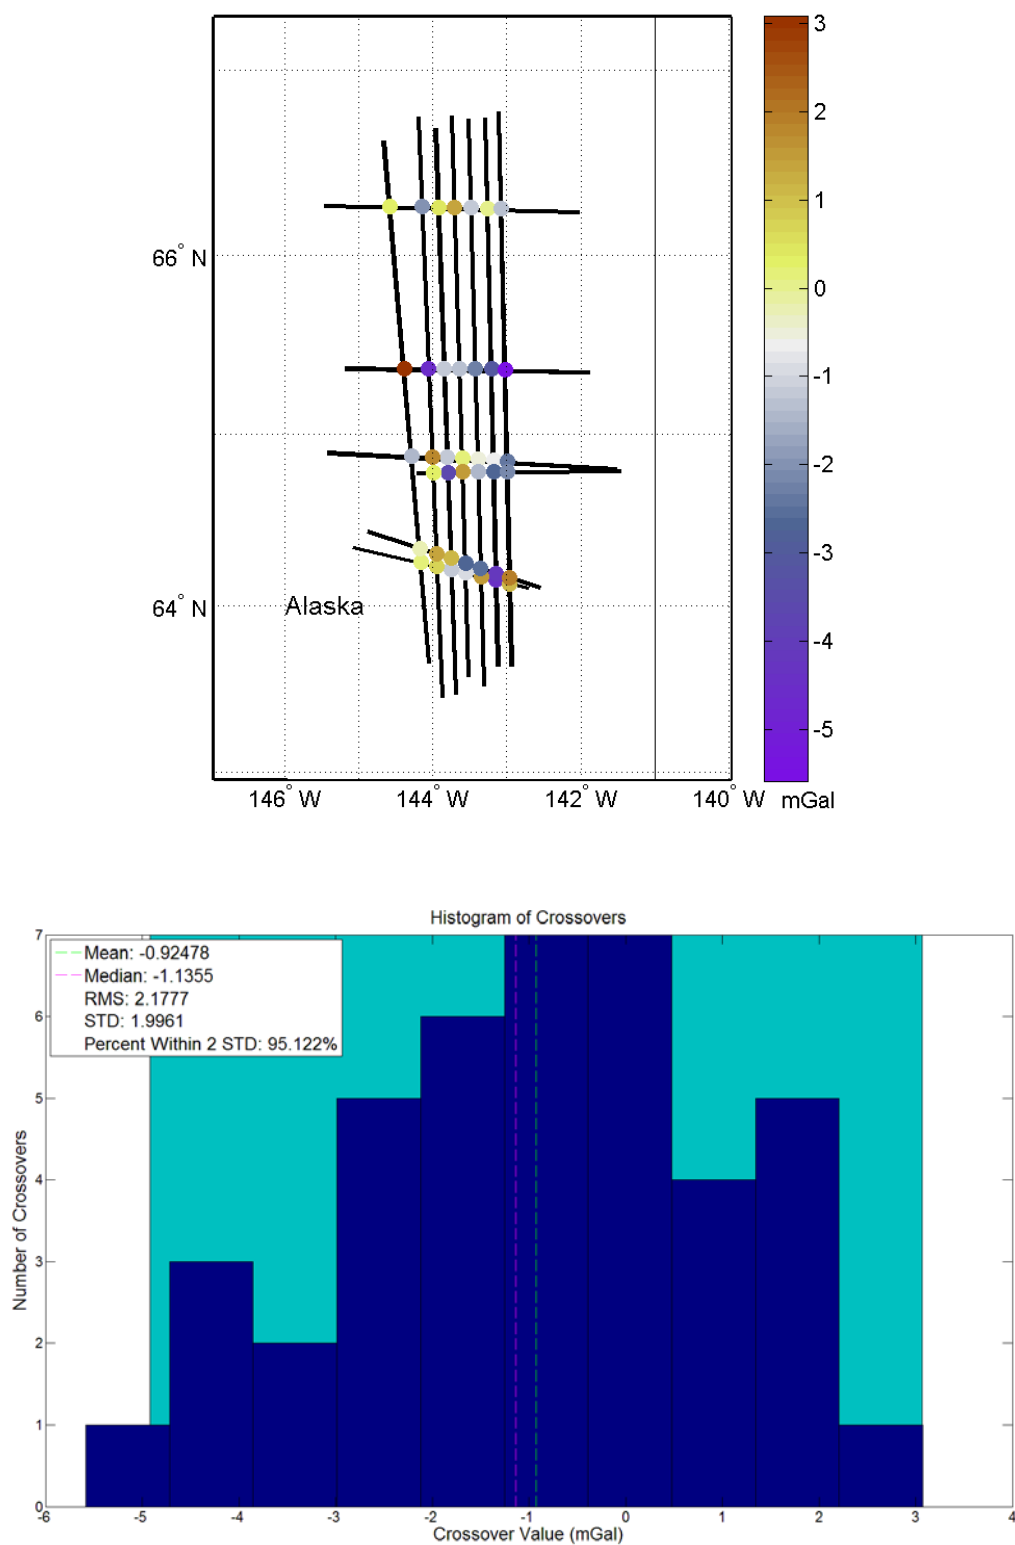 3
2
1
0
-1
-2
-3
-4
-5
mGal
66° N
64° N
Alaska
146° W 144° W 142° W 140° W
Histogram of Crossovers
Mean: -0.92478
Median: -1.1355
RMS: 2.1777
STD: 1.9961
Percent Within 2 STD: 95.122%
Number of Crossovers
7
6
5
4
3
2
1
0
-6 -5 -4 -3 -2 -1 0 1 2 3 4
Crossover Value (mGal)